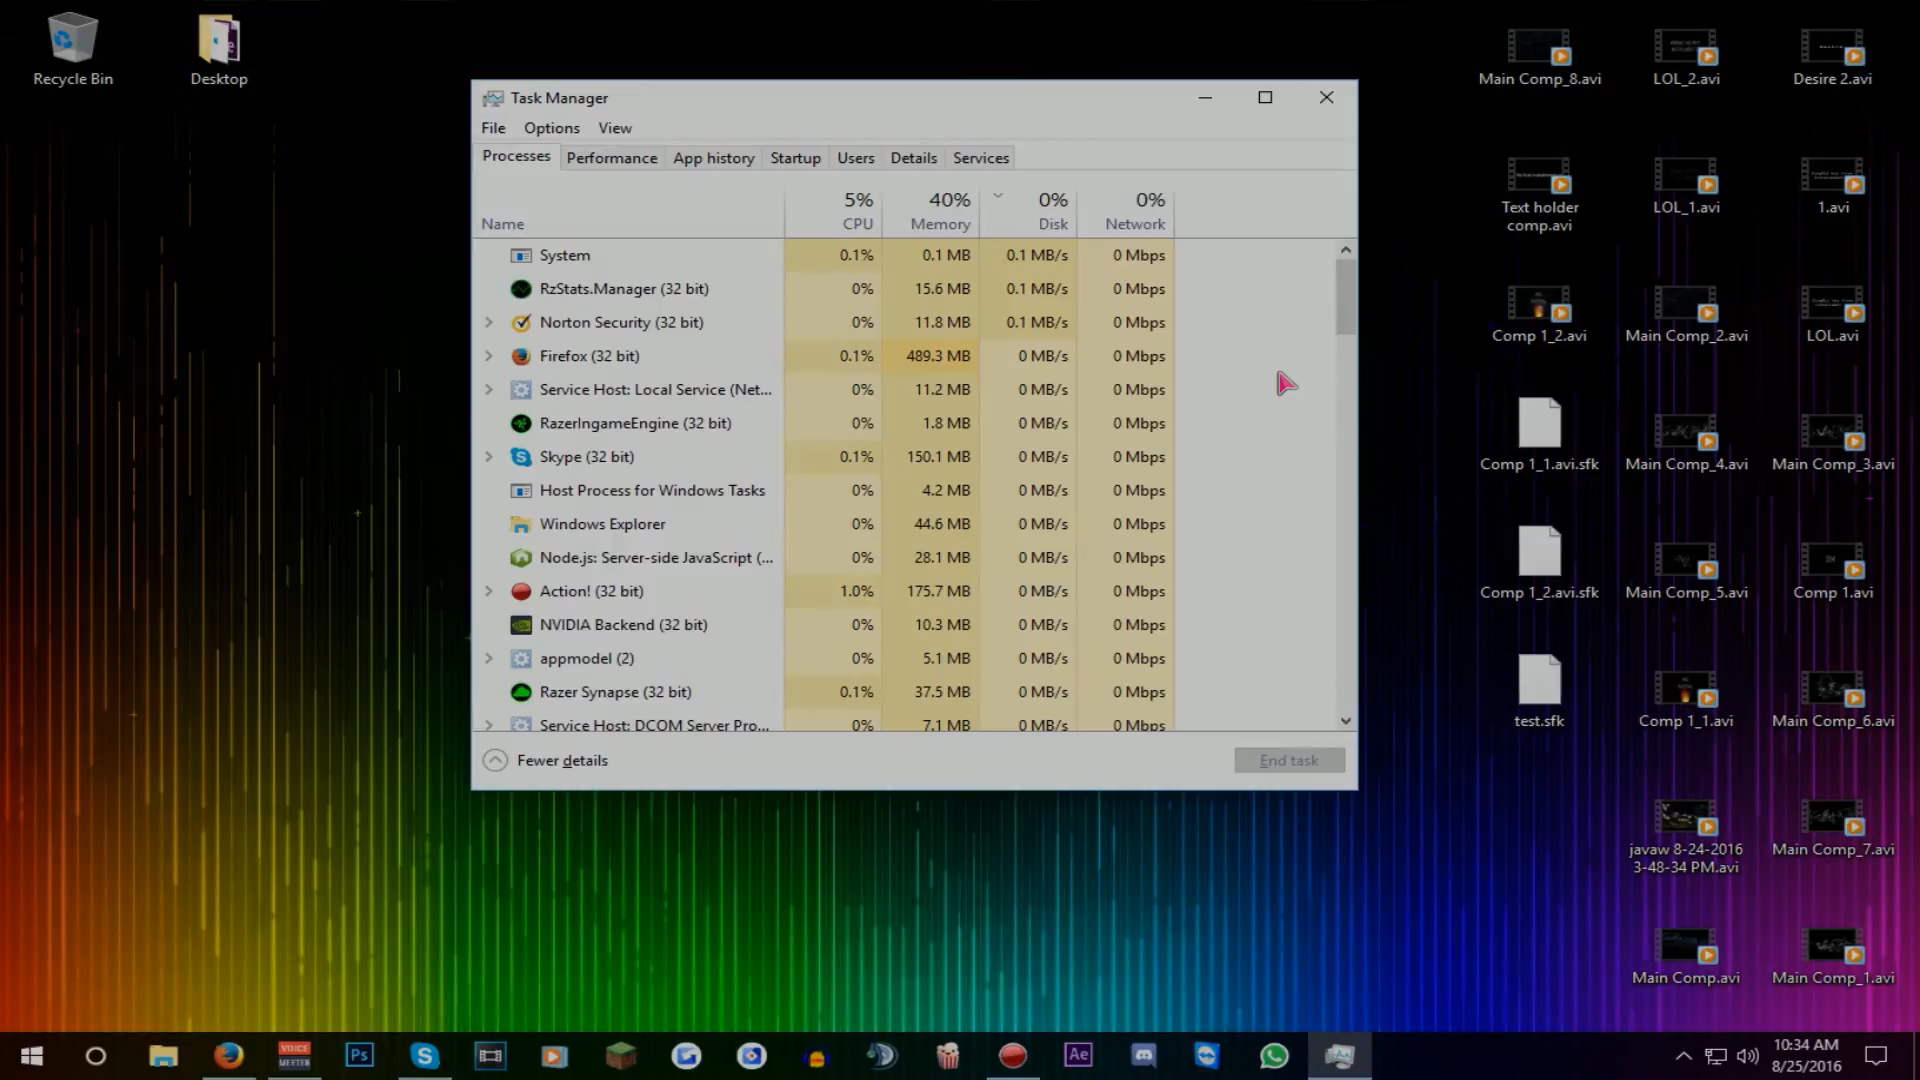 Recycle Bin
Desktop
Task Manager
File Options View
Processes Performance App history Startup Users Details Services
5% 40% 0% 0%
Name CPU Memory Disk Network
System 0.1% 0.1 MB 0.1 MB/s 0 Mbps
RzStats.Manager (32 bit) 0% 15.6 MB 0.1 MB/s 0 Mbps
Norton Security (32 bit) 0% 11.8 MB 0.1 MB/s 0 Mbps
Firefox (32 bit) 0.1% 489.3 MB 0 MB/s 0 Mbps
Service Host: Local Service (Net... 0% 11.2 MB 0 MB/s 0 Mbps
RazerIngameEngine (32 bit) 0% 1.8 MB 0 MB/s 0 Mbps
Skype (32 bit) 0.1% 150.1 MB 0 MB/s 0 Mbps
Host Process for Windows Tasks 0% 4.2 MB 0 MB/s 0 Mbps
Windows Explorer 0% 44.6 MB 0 MB/s 0 Mbps
Node.js: Server-side JavaScript (... 0% 28.1 MB 0 MB/s 0 Mbps
Action! (32 bit) 1.0% 175.7 MB 0 MB/s 0 Mbps
NVIDIA Backend (32 bit) 0% 10.3 MB 0 MB/s 0 Mbps
appmodel (2) 0% 5.1 MB 0 MB/s 0 Mbps
Razer Synapse (32 bit) 0.1% 37.5 MB 0 MB/s 0 Mbps
Service Host: DCOM Server Pro... 0% 7.1 MB 0 MB/s 0 Mbps
Fewer details
End task
Main Comp_8.avi LOL_2.avi Desire 2.avi
Text holder LOL_1.avi 1.avi
comp.avi
Comp 1_2.avi Main Comp_2.avi LOL.avi
Comp 1_1.avi.sfk Main Comp_4.avi Main Comp_3.avi
Comp 1_2.avi.sfk Main Comp_5.avi Comp 1.avi
test.sfk Comp 1_1.avi Main Comp_6.avi
javaw 8-24-2016 Main Comp_7.avi
3-48-34 PM.avi
Main Comp.avi Main Comp_1.avi
VOICE
MEETER
Ps
Ae
10:34 AM
8/25/2016